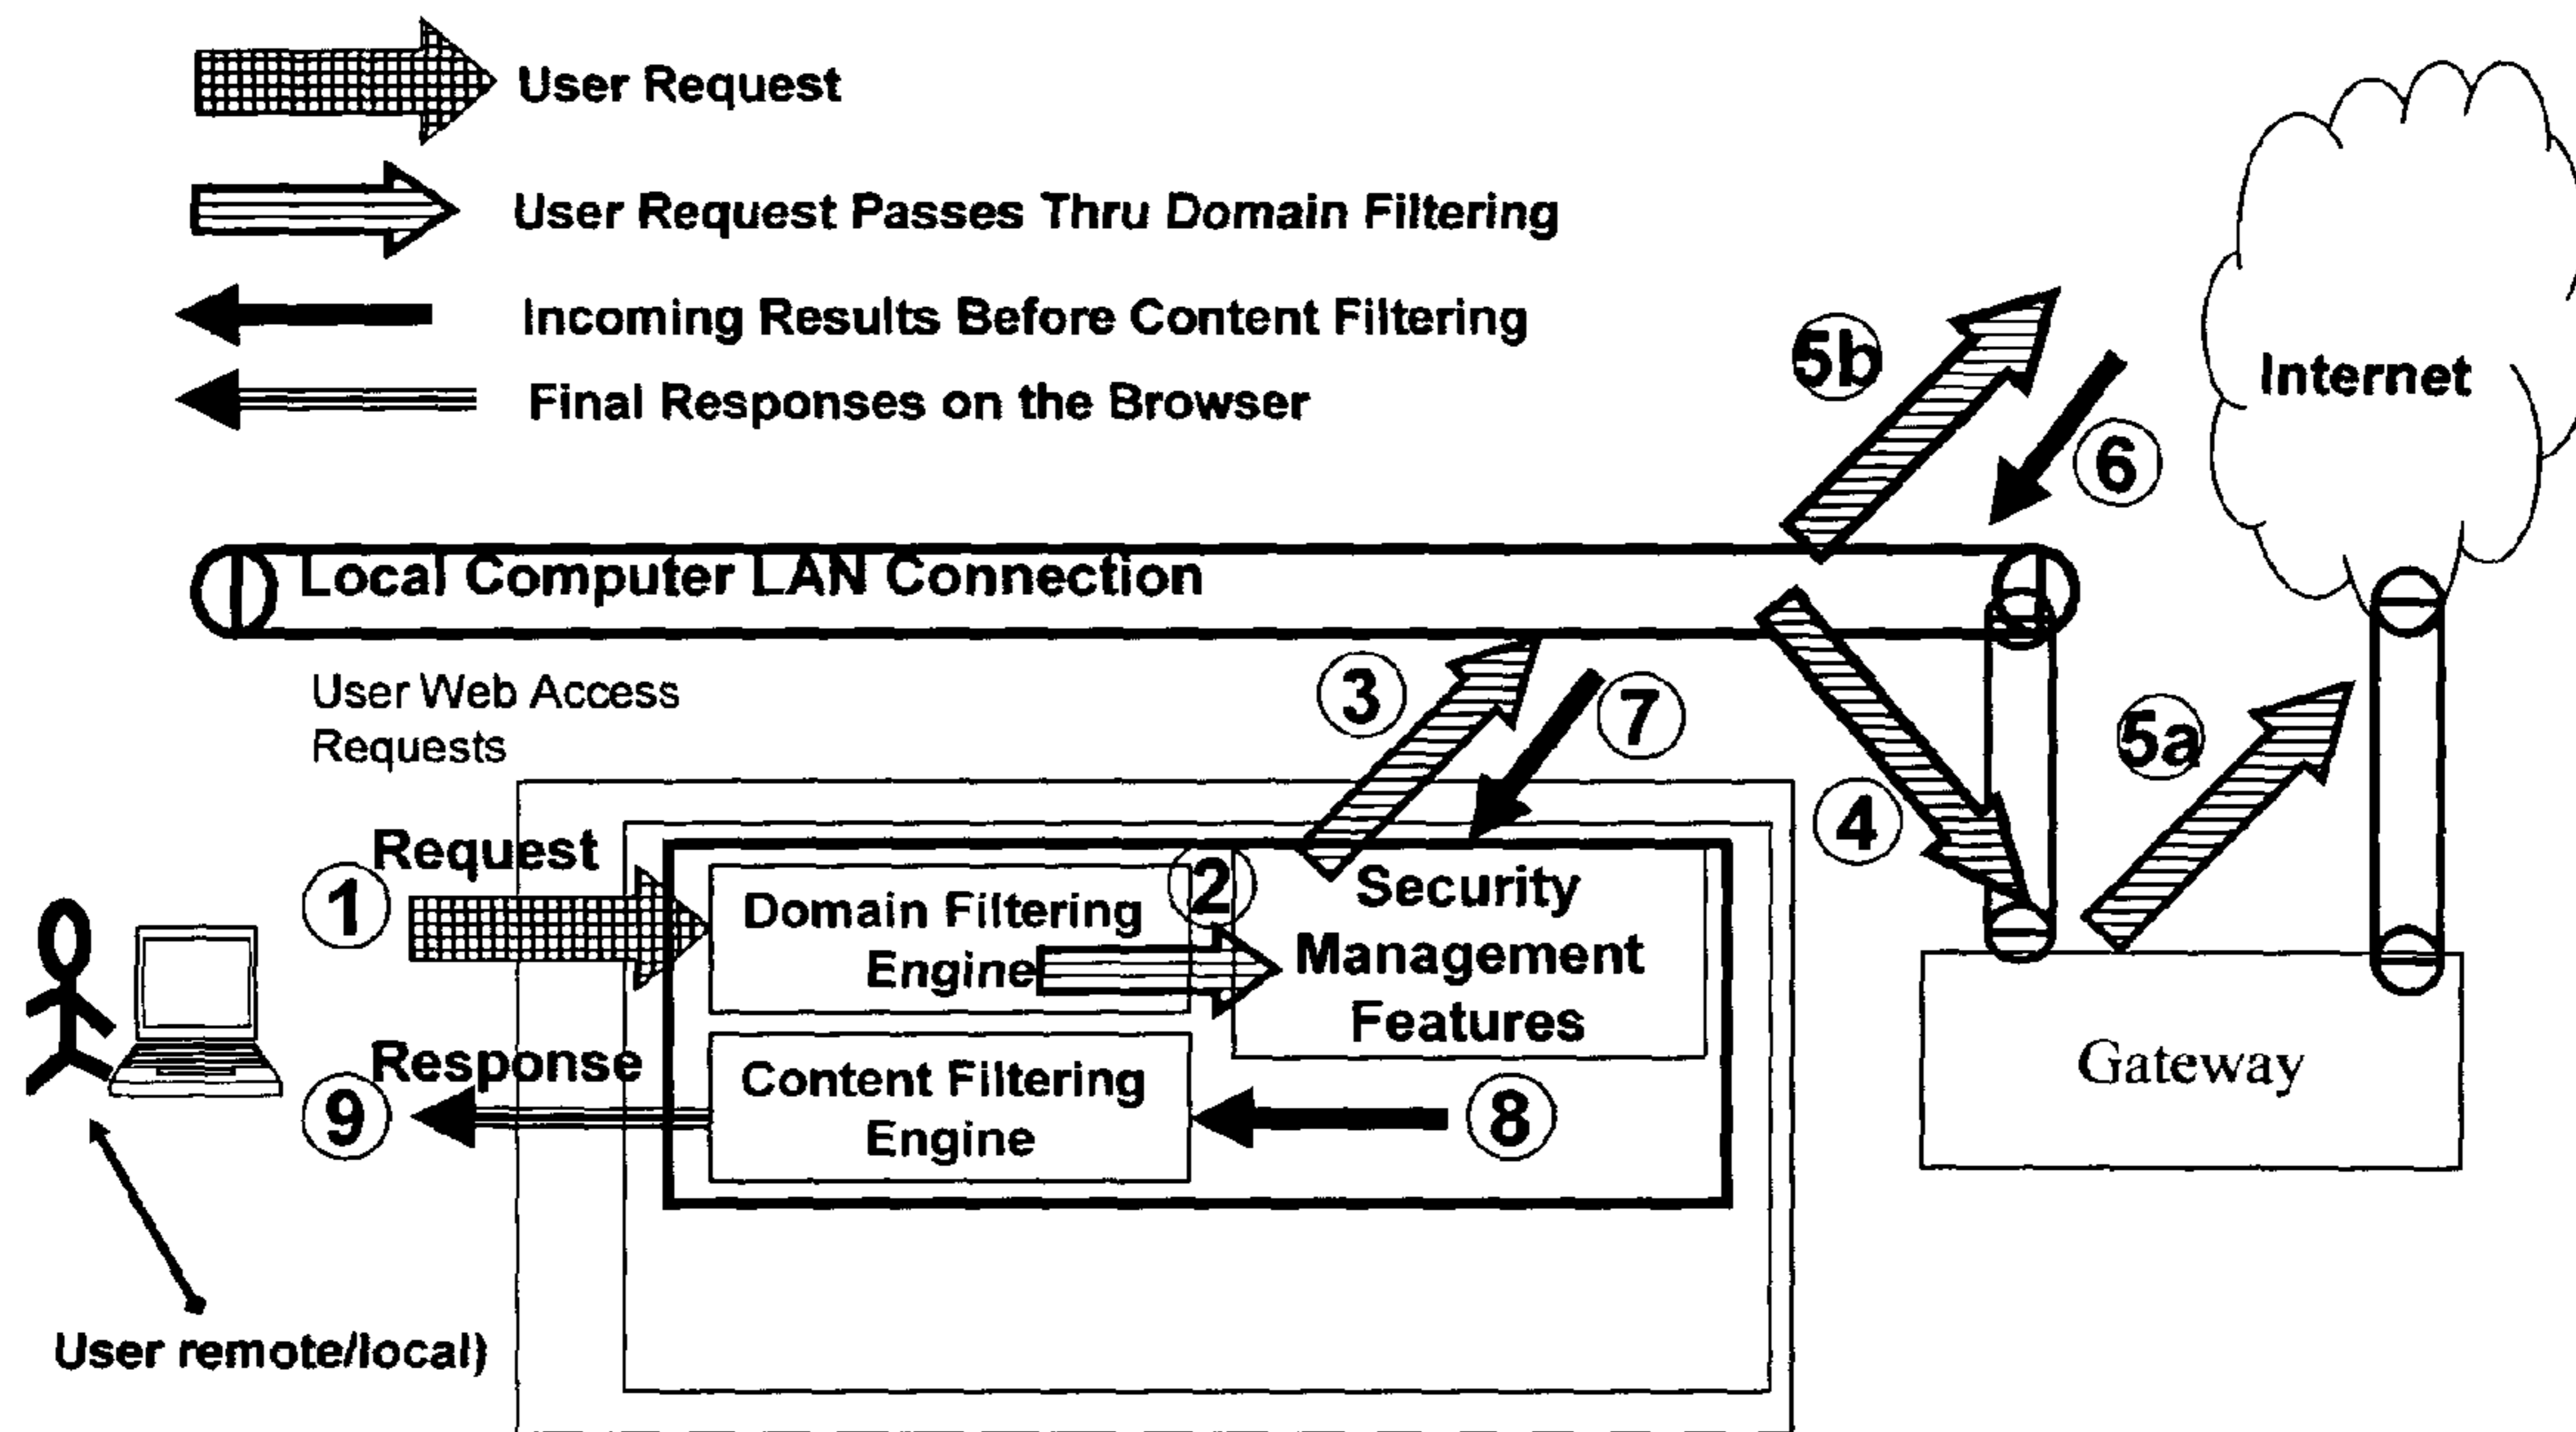 User Request
User Request Passes Thru Domain Filtering
Incoming Results Before Content Filtering
Final Responses on the Browser
Internet
5b
6
Local Computer LAN Connection
User Web Access
Requests
3
7
5a
4
Request
1
2
Domain Filtering
Engine
Security
Management
Features
Gateway
Response
9
Content Filtering
Engine
8
User remote/local)